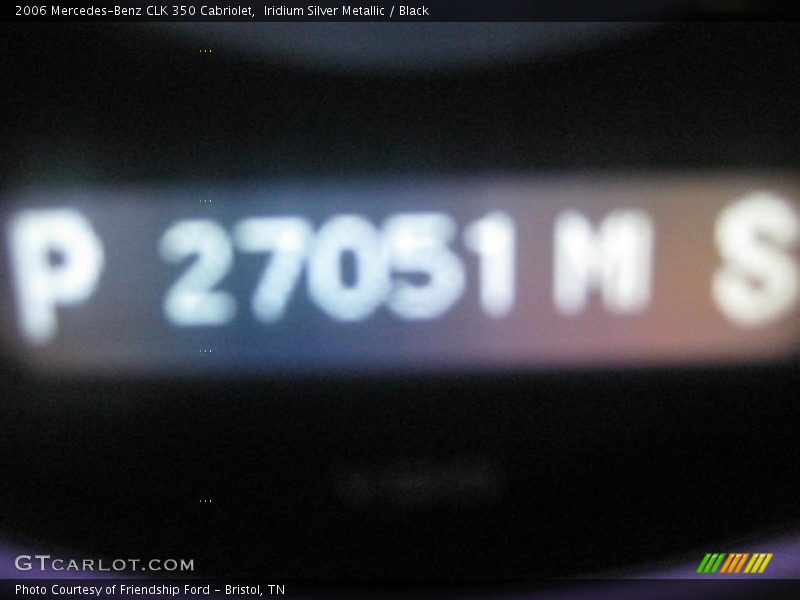 2006 Mercedes-Benz CLK 350 Cabriolet, Iridium Silver Metallic / Black
P 27051 M S
GTCARLOT.COM
Photo Courtesy of Friendship Ford - Bristol, TN